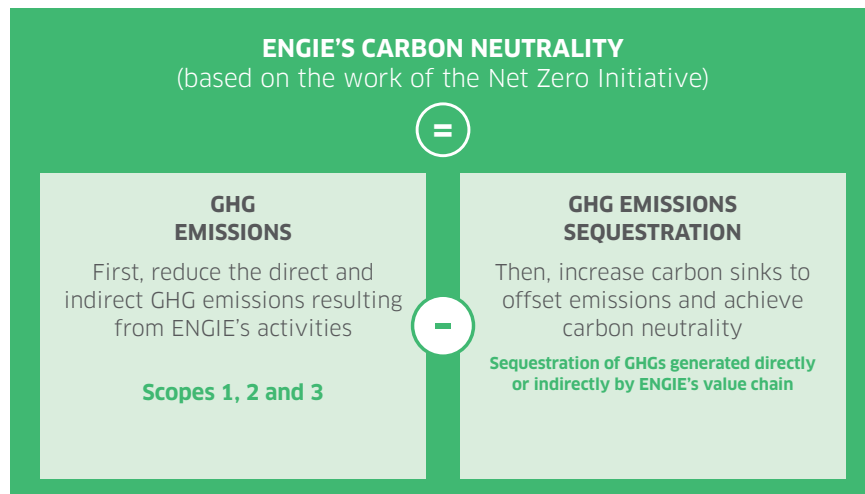 ENGIE'S CARBON NEUTRALITY
(based on the work of the Net Zero Initiative)
=
GHG
EMISSIONS
First, reduce the direct and
indirect GHG emissions resulting
from ENGIE's activities
Scopes 1, 2 and 3
-
GHG EMISSIONS
SEQUESTRATION
Then, increase carbon sinks to
offset emissions and achieve
carbon neutrality
Sequestration of GHGs generated directly
or indirectly by ENGIE's value chain